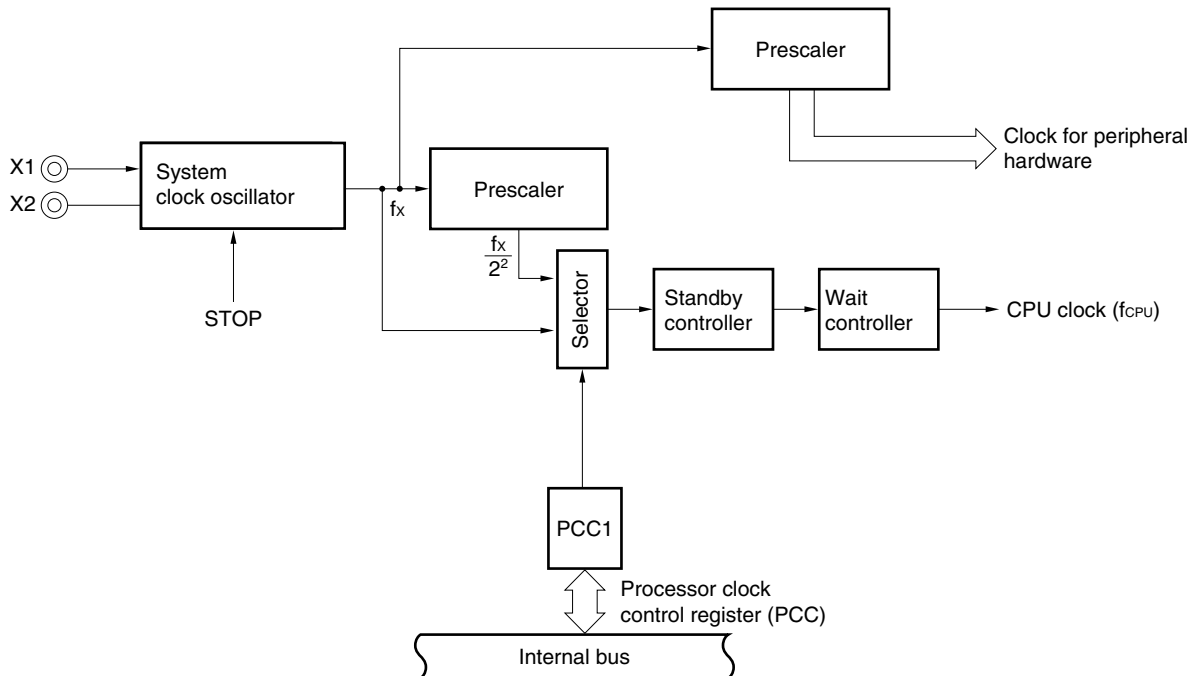 Prescaler
Clock for peripheral
hardware
X1
X2
System
clock oscillator
fX
Prescaler
fX
2²
STOP
Selector
Standby
controller
Wait
controller
CPU clock (fCPU)
PCC1
Processor clock
control register (PCC)
Internal bus